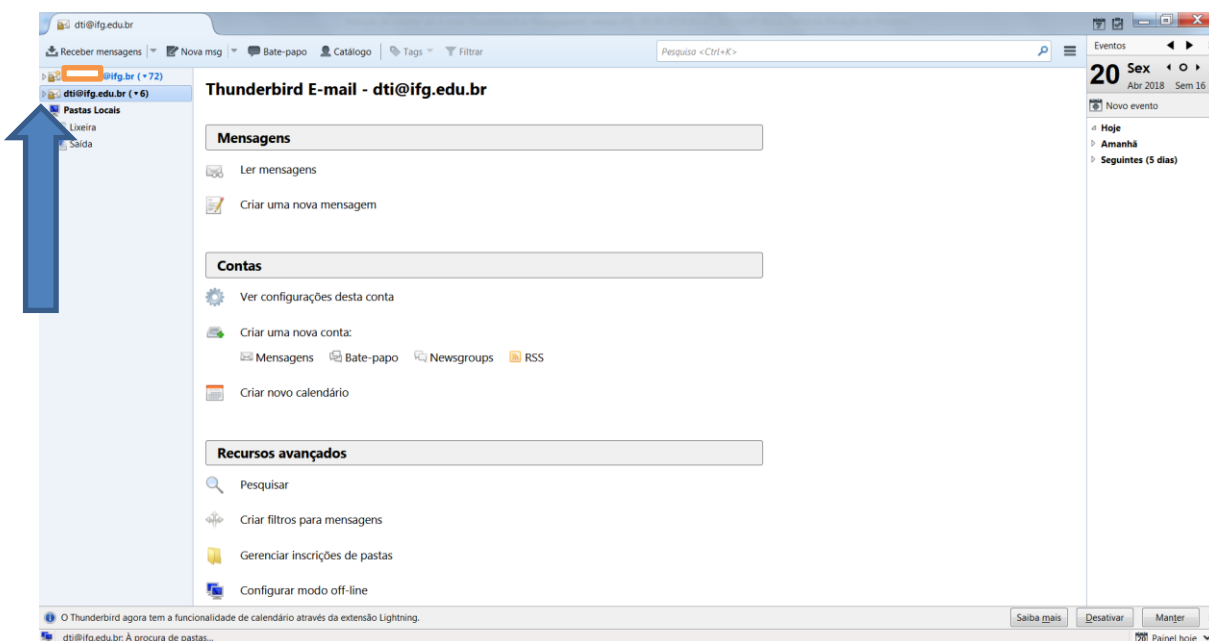 dti@ifg.edu.br
Receber mensagens Nova msg Bate-papo Catálogo Tags Filtrar Pesquisa <Ctrl+K>
@ifg.br (▾72)
dti@ifg.edu.br (▾6)
Pastas Locais
Lixeira
Saída
Thunderbird E-mail - dti@ifg.edu.br
Mensagens
Ler mensagens
Criar uma nova mensagem
Contas
Ver configurações desta conta
Criar uma nova conta:
Mensagens Bate-papo Newsgroups RSS
Criar novo calendário
Recursos avançados
Pesquisar
Criar filtros para mensagens
Gerenciar inscrições de pastas
Configurar modo off-line
Eventos
20 Sex
Abr 2018 Sem 16
Novo evento
Hoje
Amanhã
Seguintes (5 dias)
O Thunderbird agora tem a funcionalidade de calendário através da extensão Lightning. Saiba mais Desativar Manter
dti@ifg.edu.br: À procura de pastas... 20 Painel hoje